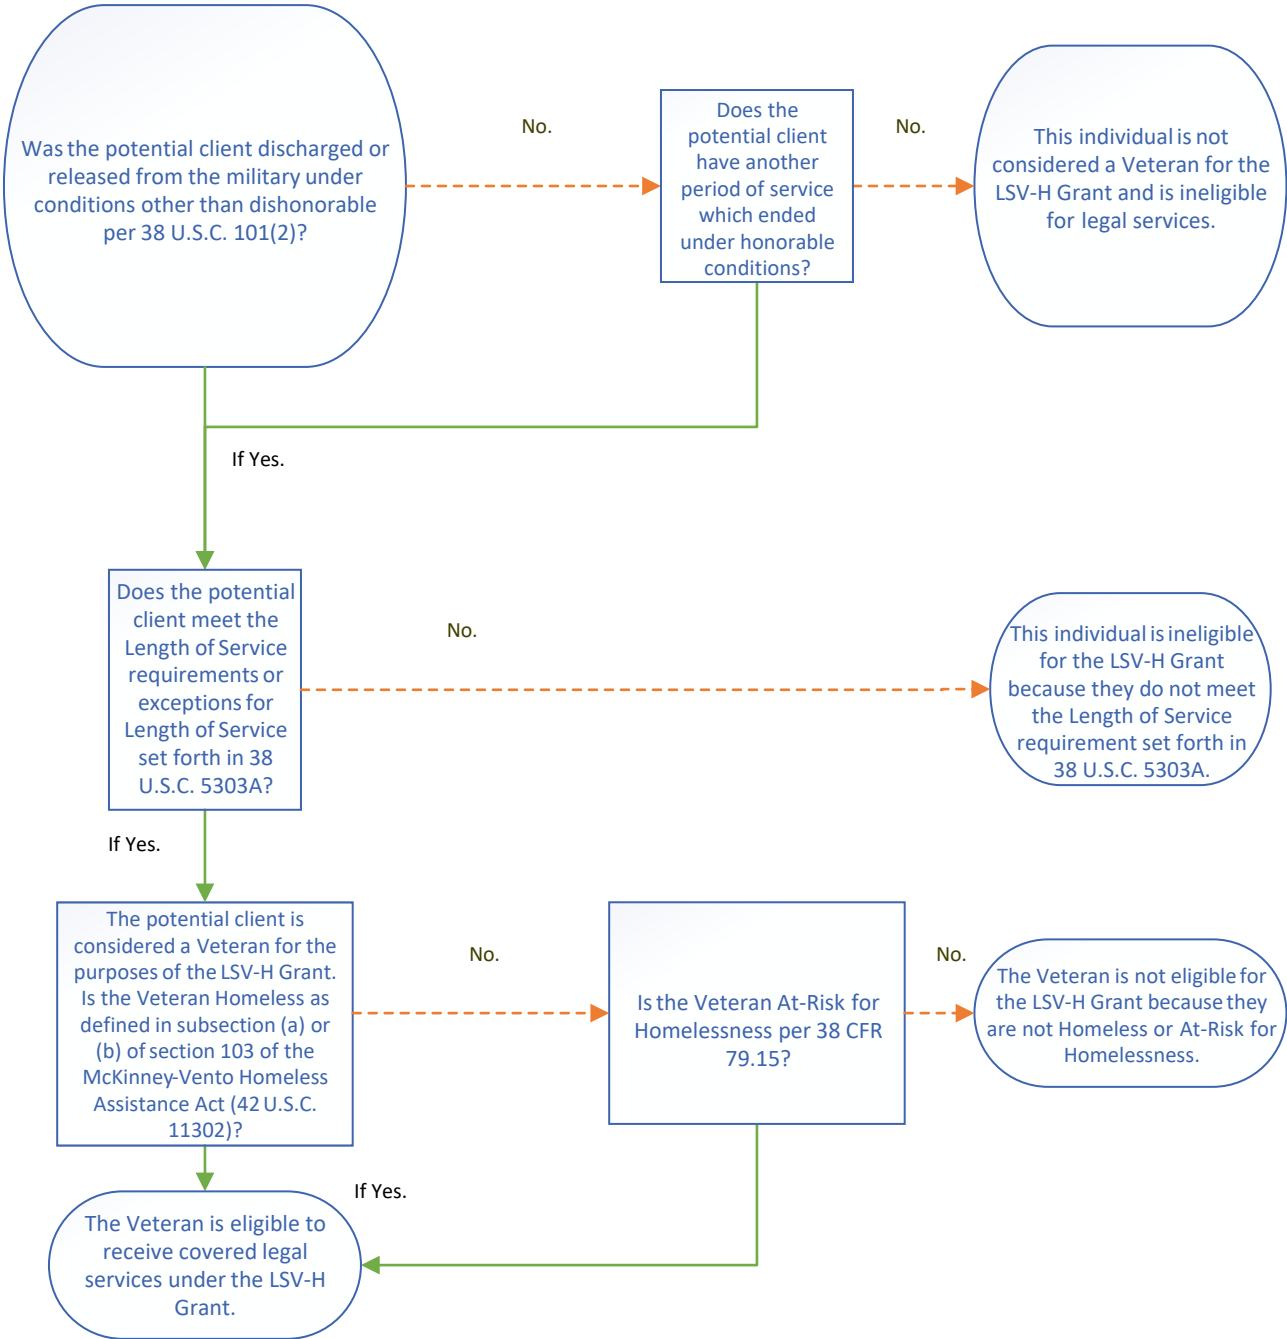 Was the potential client discharged or
released from the military under
conditions other than dishonorable
per 38 U.S.C. 101(2)?
No.
Does the
potential client
have another
period of service
which ended
under honorable
conditions?
No.
This individual is not
considered a Veteran for the
LSV-H Grant and is ineligible
for legal services.
If Yes.
Does the potential
client meet the
Length of Service
requirements or
exceptions for
Length of Service
set forth in 38
U.S.C. 5303A?
No.
This individual is ineligible
for the LSV-H Grant
because they do not meet
the Length of Service
requirement set forth in
38 U.S.C. 5303A.
If Yes.
The potential client is
considered a Veteran for the
purposes of the LSV-H Grant.
Is the Veteran Homeless as
defined in subsection (a) or
(b) of section 103 of the
McKinney-Vento Homeless
Assistance Act (42 U.S.C.
11302)?
No.
Is the Veteran At-Risk for
Homelessness per 38 CFR
79.15?
No.
The Veteran is not eligible for
the LSV-H Grant because they
are not Homeless or At-Risk for
Homelessness.
If Yes.
The Veteran is eligible to
receive covered legal
services under the LSV-H
Grant.